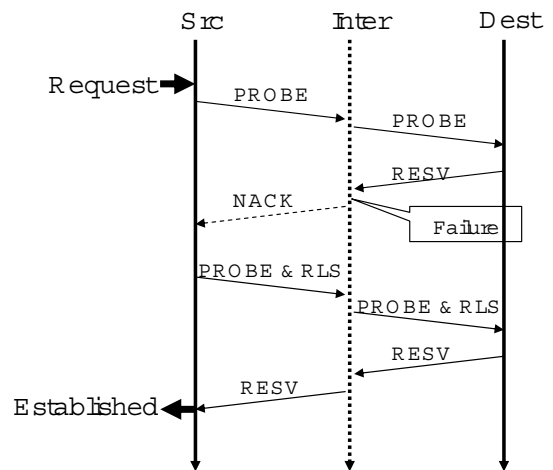 Src Inter Dest
Request
PROBE
PROBE
RESV
NACK
Failure
PROBE & RLS
PROBE & RLS
RESV
RESV
Established